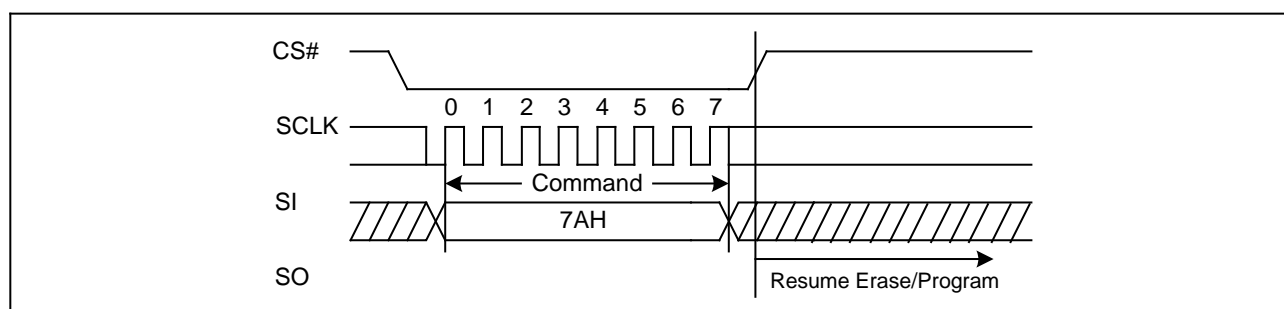 CS#
0 1 2 3 4 5 6 7
SCLK
Command
SI
7AH
SO
Resume Erase/Program